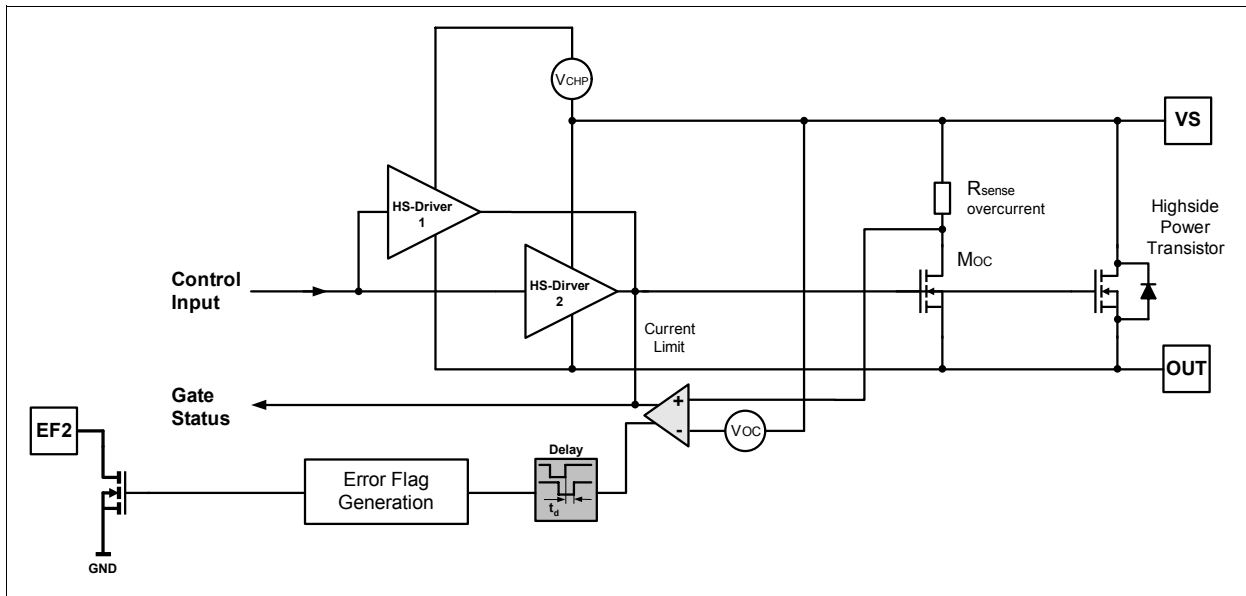 VCHP
VS
HS-Driver
1
Rsense
overcurrent
Highside
Power
Transistor
MOC
Control
Input
HS-Dirver
2
Current
Limit
OUT
Gate
Status
+
-
VOC
EF2
Delay
Error Flag
Generation
td
GND